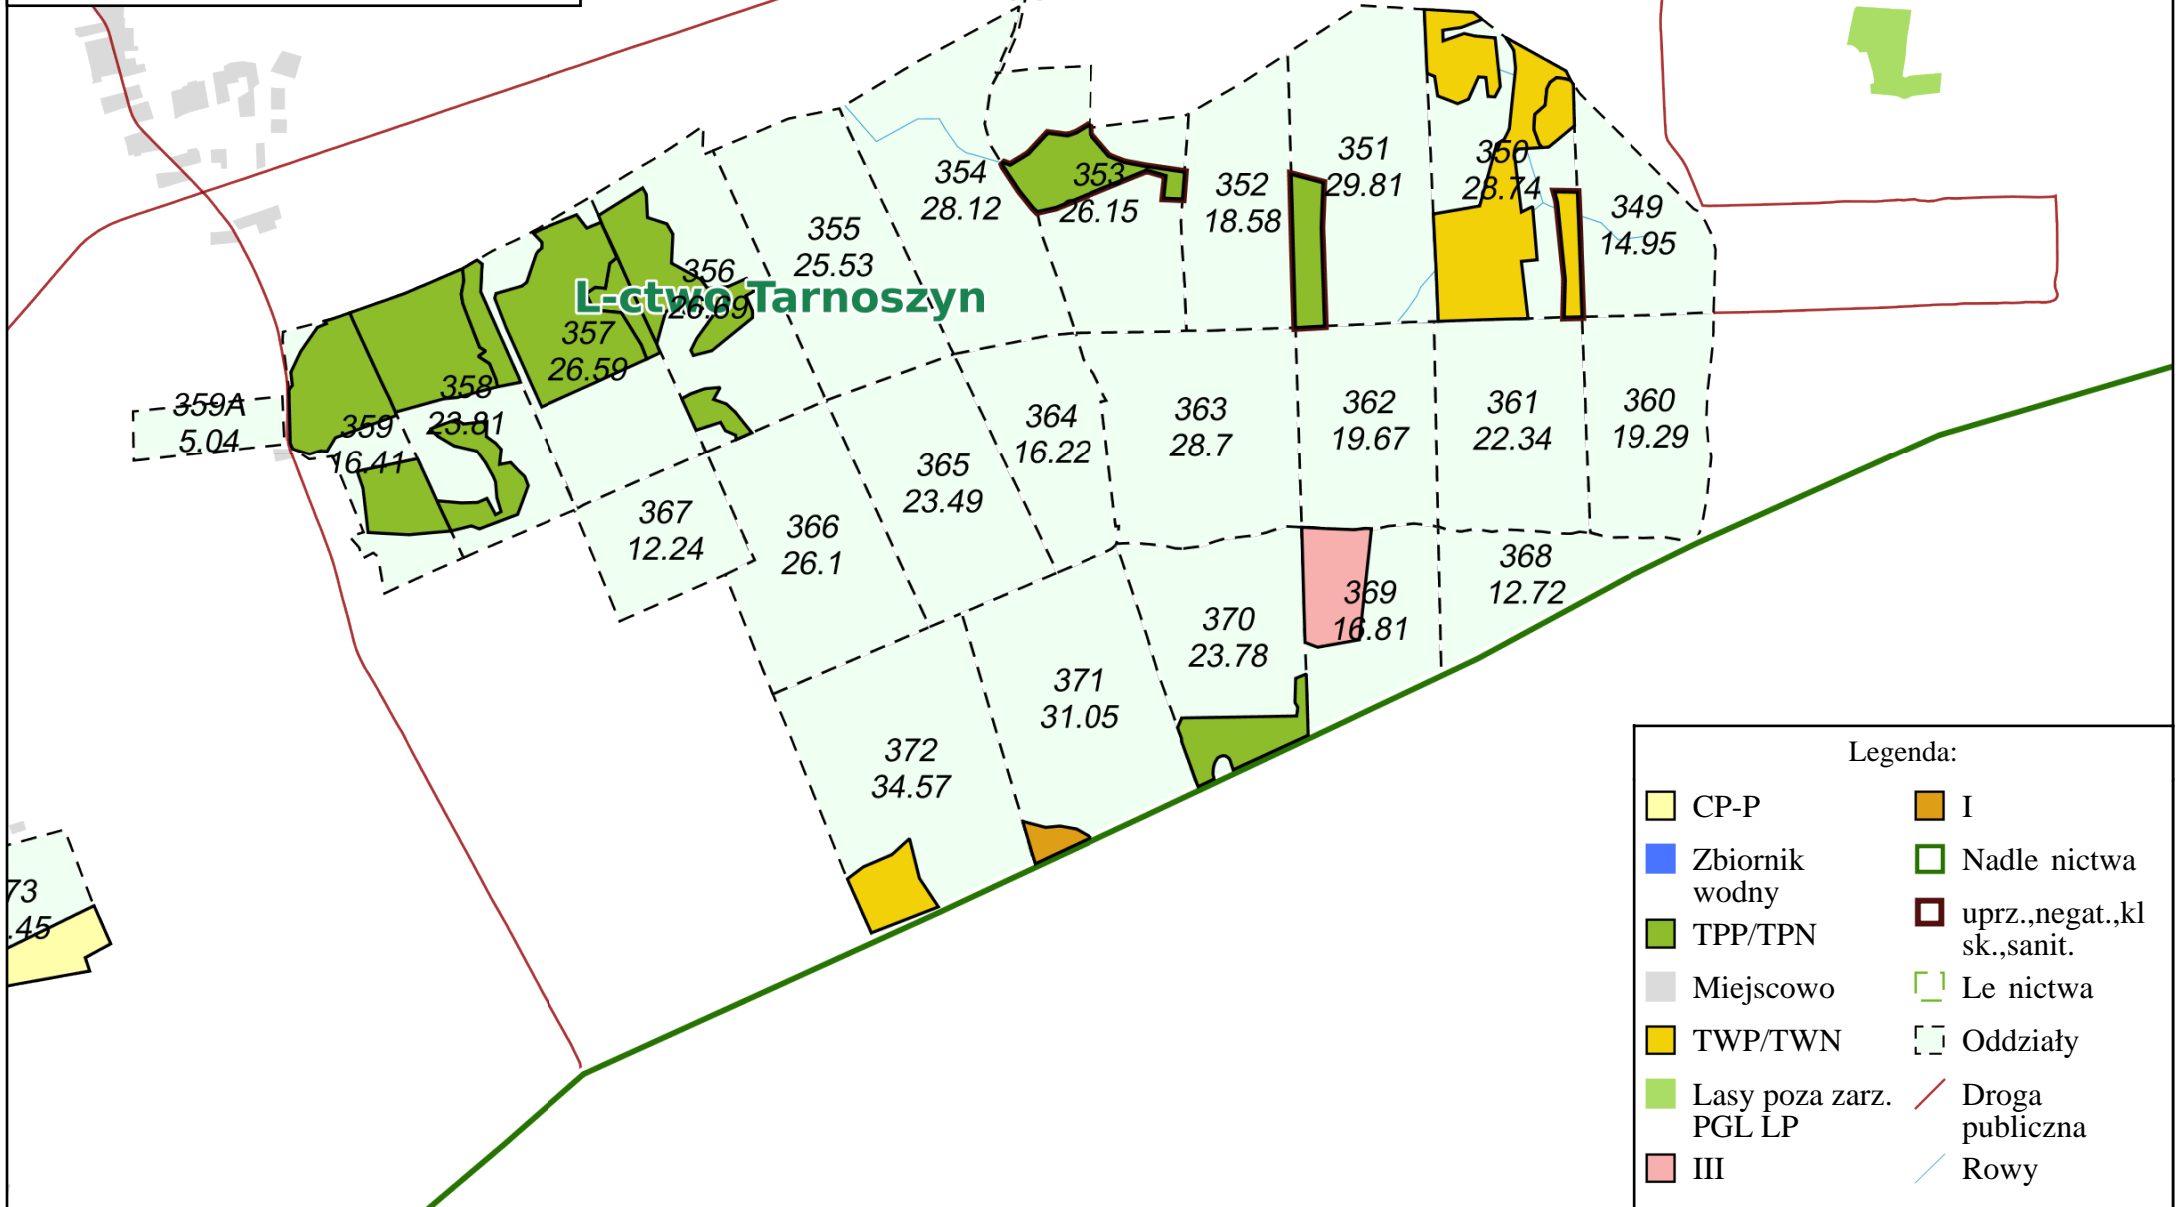 351
29.81
350
28.74
349
14.95
352
18.58
353
26.15
354
28.12
355
25.53
356
26.69
L-ctwo Tarnoszyn
357
26.59
358
23.81
359
16.41
359A
5.04
360
19.29
361
22.34
362
19.67
363
28.7
364
16.22
365
23.49
366
26.1
367
12.24
368
12.72
369
16.81
370
23.78
371
31.05
372
34.57
73
.45
Legenda:
CP-P
Zbiornik
wodny
TPP/TPN
Miejscowo
TWP/TWN
Lasy poza zarz.
PGL LP
III
I
Nadle nictwa
uprz.,negat.,kl
sk.,sanit.
Le nictwa
Oddziały
Droga
publiczna
Rowy